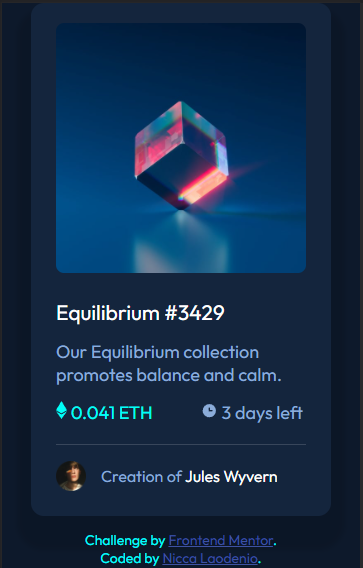 Equilibrium #3429
Our Equilibrium collection
promotes balance and calm.
0.041 ETH
3 days left
Creation of Jules Wyvern
Challenge by Frontend Mentor.
Coded by Nicca Laodenio.